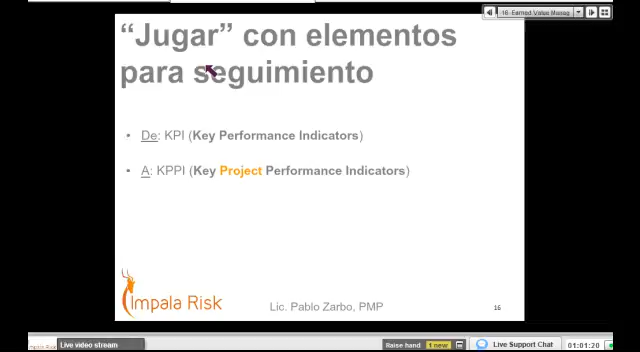 16. Earned Value Manag
“Jugar” con elementos
para seguimiento
• De: KPI (Key Performance Indicators)
• A: KPPI (Key Project Performance Indicators)
Impala Risk
Lic. Pablo Zarbo, PMP
16
Impala Risk
Live video stream
Raise hand
1 new
Live Support Chat
01:01:20